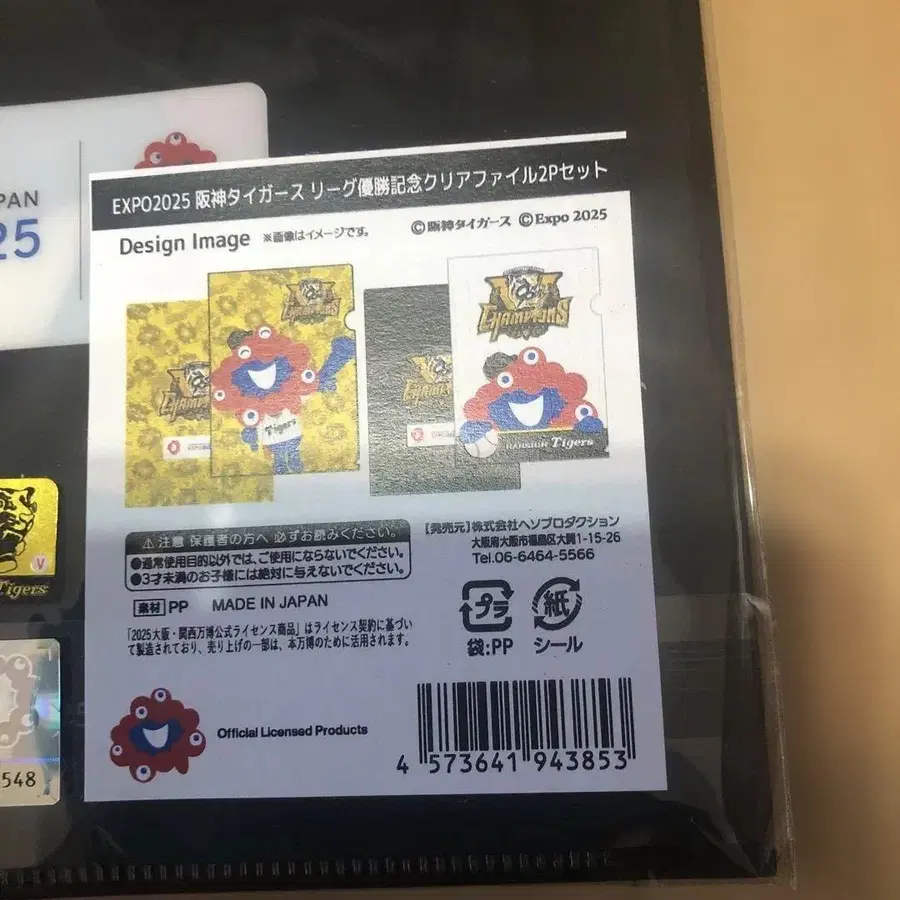 PAN
25
EXPO2025 阪神タイガース リーグ優勝記念クリアファイル2Pセット
Design Image ※画像はイメージです。
©阪神タイガース ©Expo 2025
CHAMPIONS
CHAMPIONS
Tigers
HANSHIN Tigers
⚠注意 保護者の方へ 必ずお読みください。
●通常使用目的以外では、ご使用にならないでください。
●3才未満のお子様には絶対に与えないでください。
【発売元】株式会社ヘソプロダクション
大阪府大阪市福島区大開1-15-26
Tel.06-6464-5566
素材 PP MADE IN JAPAN
「2025大阪・関西万博公式ライセンス商品」はライセンス契約に基づい
て製造されており、売り上げの一部は、本万博のために活用されます。
プラ 紙
袋:PP シール
Official Licensed Products
4 573641 943853
V
Tigers
548